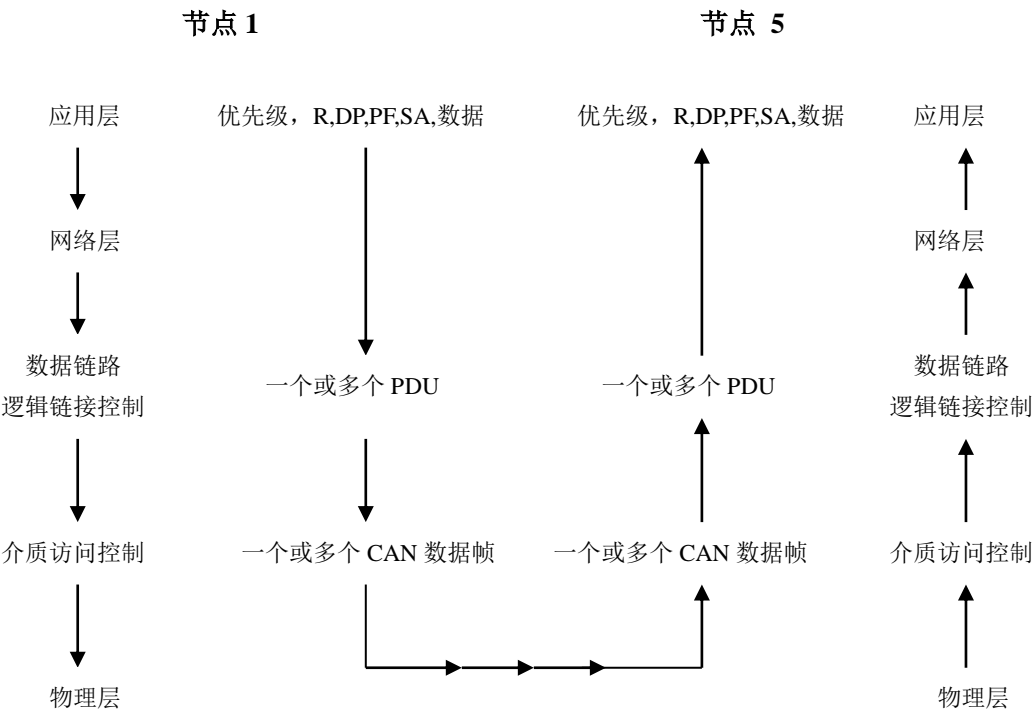 节点 1
节点 5
应用层
优先级，R,DP,PF,SA,数据
优先级，R,DP,PF,SA,数据
应用层
网络层
网络层
数据链路
逻辑链接控制
一个或多个 PDU
一个或多个 PDU
数据链路
逻辑链接控制
介质访问控制
一个或多个 CAN 数据帧
一个或多个 CAN 数据帧
介质访问控制
物理层
物理层